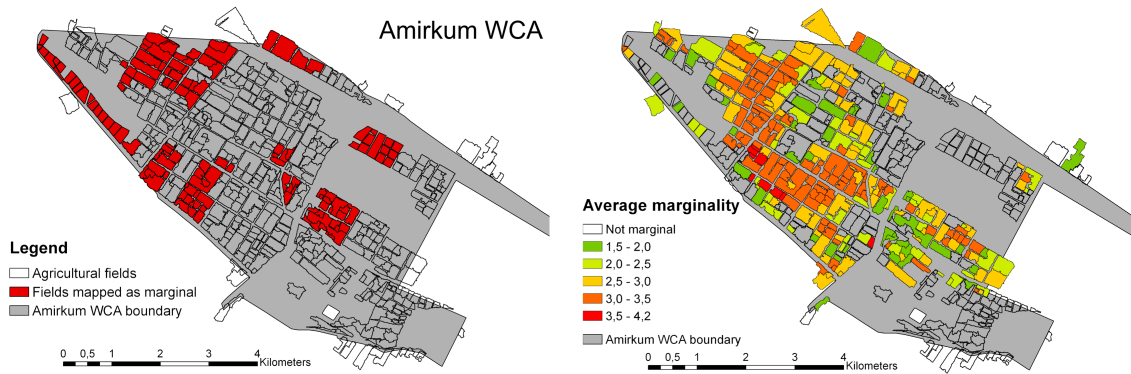 Amirkum WCA
Legend
Agricultural fields
Fields mapped as marginal
Amirkum WCA boundary
0 0,5 1 2 3 4
Kilometers
Average marginality
Not marginal
1,5 - 2,0
2,0 - 2,5
2,5 - 3,0
3,0 - 3,5
3,5 - 4,2
Amirkum WCA boundary
0 0,5 1 2 3 4
Kilometers